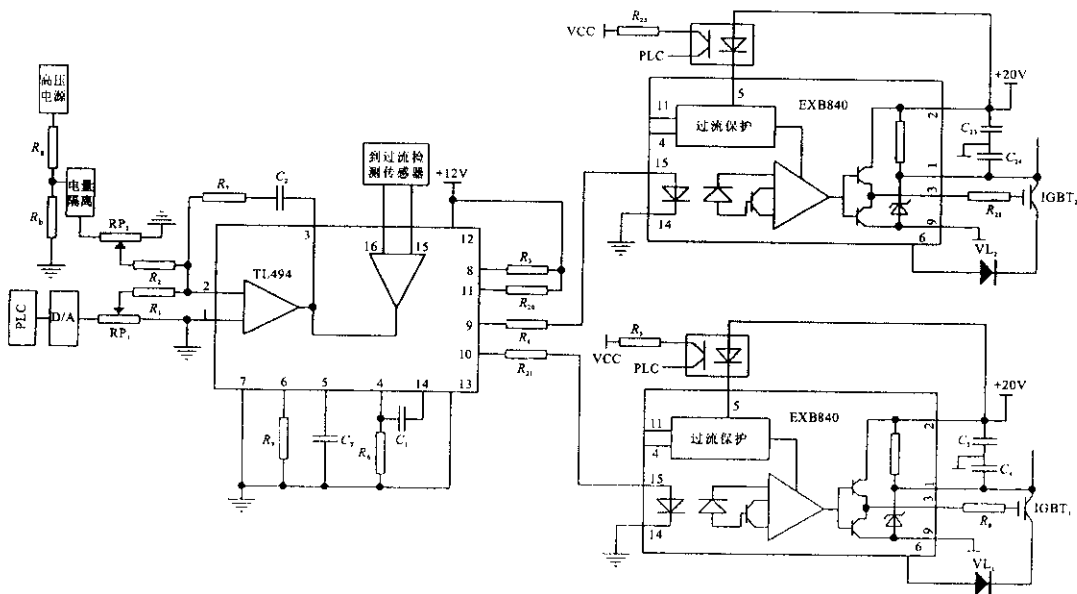 R₂₅
VCC
PLC
+20V
5
EXB840
2
11
过流保护
4
C₂₅
C₂₄
1
15
3
R₂₁
IGBT₂
14
9
6
VL₂
高压
电源
Rₐ
电量
隔离
R_b
RP₂
R₇
C₂
到过流检
测传感器
+12V
3
16
15
12
TL494
8
R₃
11
R₂₀
2
R₂
R₁
1
9
R₄
10
R₂₁
PLC
D/A
RP₁
7
6
5
4
14
13
R₅
C₇
R₆
C₁
R₅
VCC
PLC
+20V
5
EXB840
2
11
过流保护
4
C₃
C₄
1
15
3
R₉
IGBT₁
14
9
6
VL₁